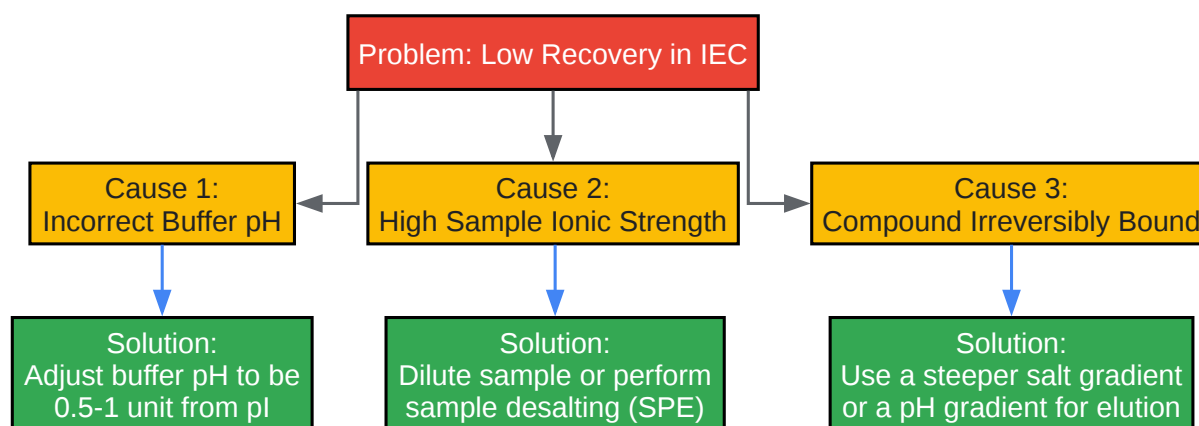 Problem: Low Recovery in IEC
Cause 1:
Incorrect Buffer pH
Cause 2:
High Sample Ionic Strength
Cause 3:
Compound Irreversibly Bound
Solution:
Adjust buffer pH to be
0.5-1 unit from pI
Solution:
Dilute sample or perform
sample desalting (SPE)
Solution:
Use a steeper salt gradient
or a pH gradient for elution